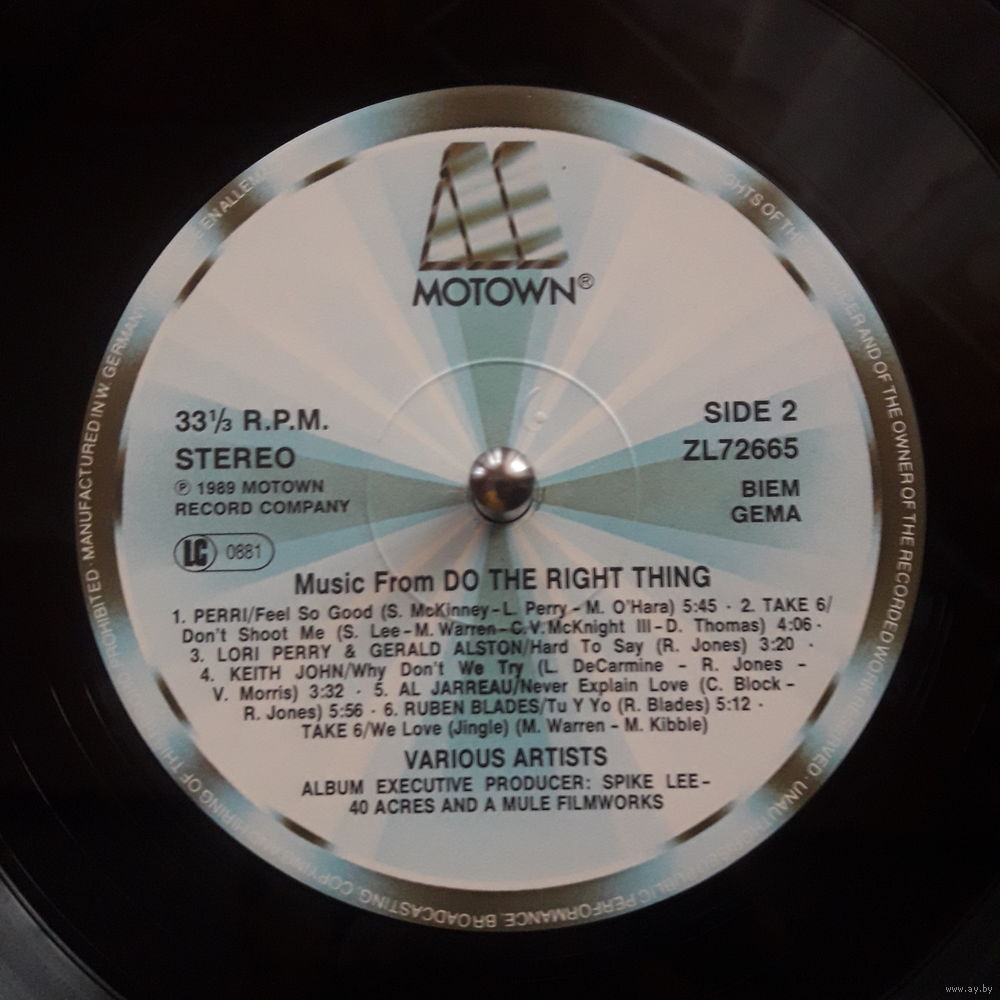 MOTOWN®
33⅓ R.P.M.
STEREO
℗ 1989 MOTOWN
RECORD COMPANY
LC 0881
SIDE 2
ZL72665
BIEM
GEMA
Music From DO THE RIGHT THING
1. PERRI/Feel So Good (S. McKinney-L. Perry-M. O'Hara) 5:45 · 2. TAKE 6/
Don't Shoot Me (S. Lee-M. Warren-C.V. McKnight III-D. Thomas) 4:06 ·
3. LORI PERRY & GERALD ALSTON/Hard To Say (R. Jones) 3:20 ·
4. KEITH JOHN/Why Don't We Try (L. DeCarmine - R. Jones -
V. Morris) 3:32 · 5. AL JARREAU/Never Explain Love (C. Block -
R. Jones) 5:56 · 6. RUBEN BLADES/Tu Y Yo (R. Blades) 5:12 ·
TAKE 6/We Love (Jingle) (M. Warren - M. Kibble)
VARIOUS ARTISTS
ALBUM EXECUTIVE PRODUCER: SPIKE LEE-
40 ACRES AND A MULE FILMWORKS
AND OF THE OWNER OF THE RECORDED WORK RESERVED · PUBLIC PERFORMANCE, BROADCASTING, COPYING OF PROHIBITED · MANUFACTURED IN W. GERMANY
www.ay.by